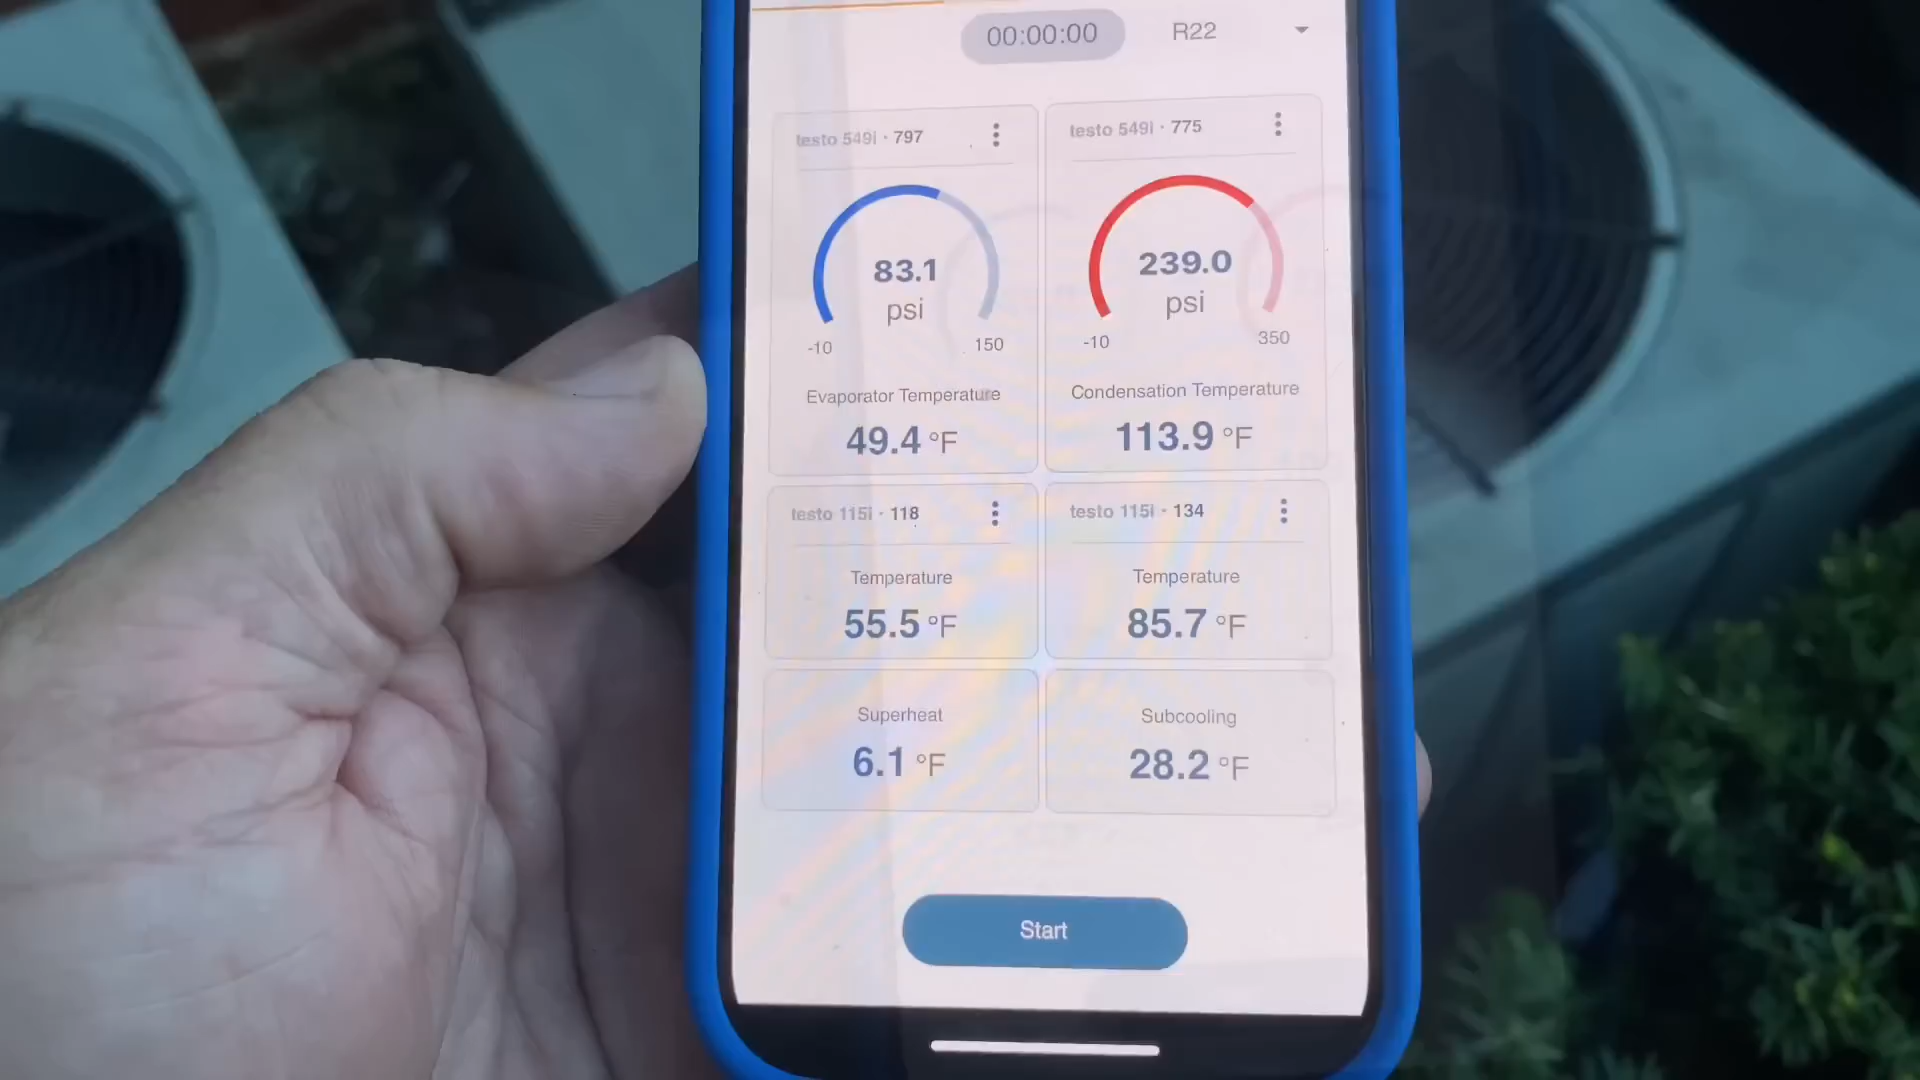 00:00:00 R22
testo 549i · 797
83.1
psi
-10 150
Evaporator Temperature
49.4 °F
testo 549i · 775
239.0
psi
-10 350
Condensation Temperature
113.9 °F
testo 115i · 118
Temperature
55.5 °F
testo 115i · 134
Temperature
85.7 °F
Superheat
6.1 °F
Subcooling
28.2 °F
Start